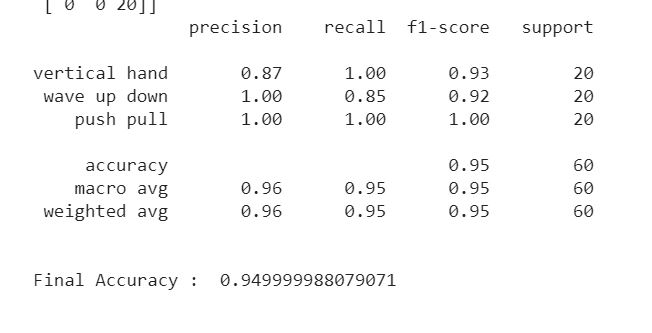 [ 0 0 20]]
precision recall f1-score support
vertical hand 0.87 1.00 0.93 20
wave up down 1.00 0.85 0.92 20
push pull 1.00 1.00 1.00 20
accuracy 0.95 60
macro avg 0.96 0.95 0.95 60
weighted avg 0.96 0.95 0.95 60
Final Accuracy : 0.949999988079071